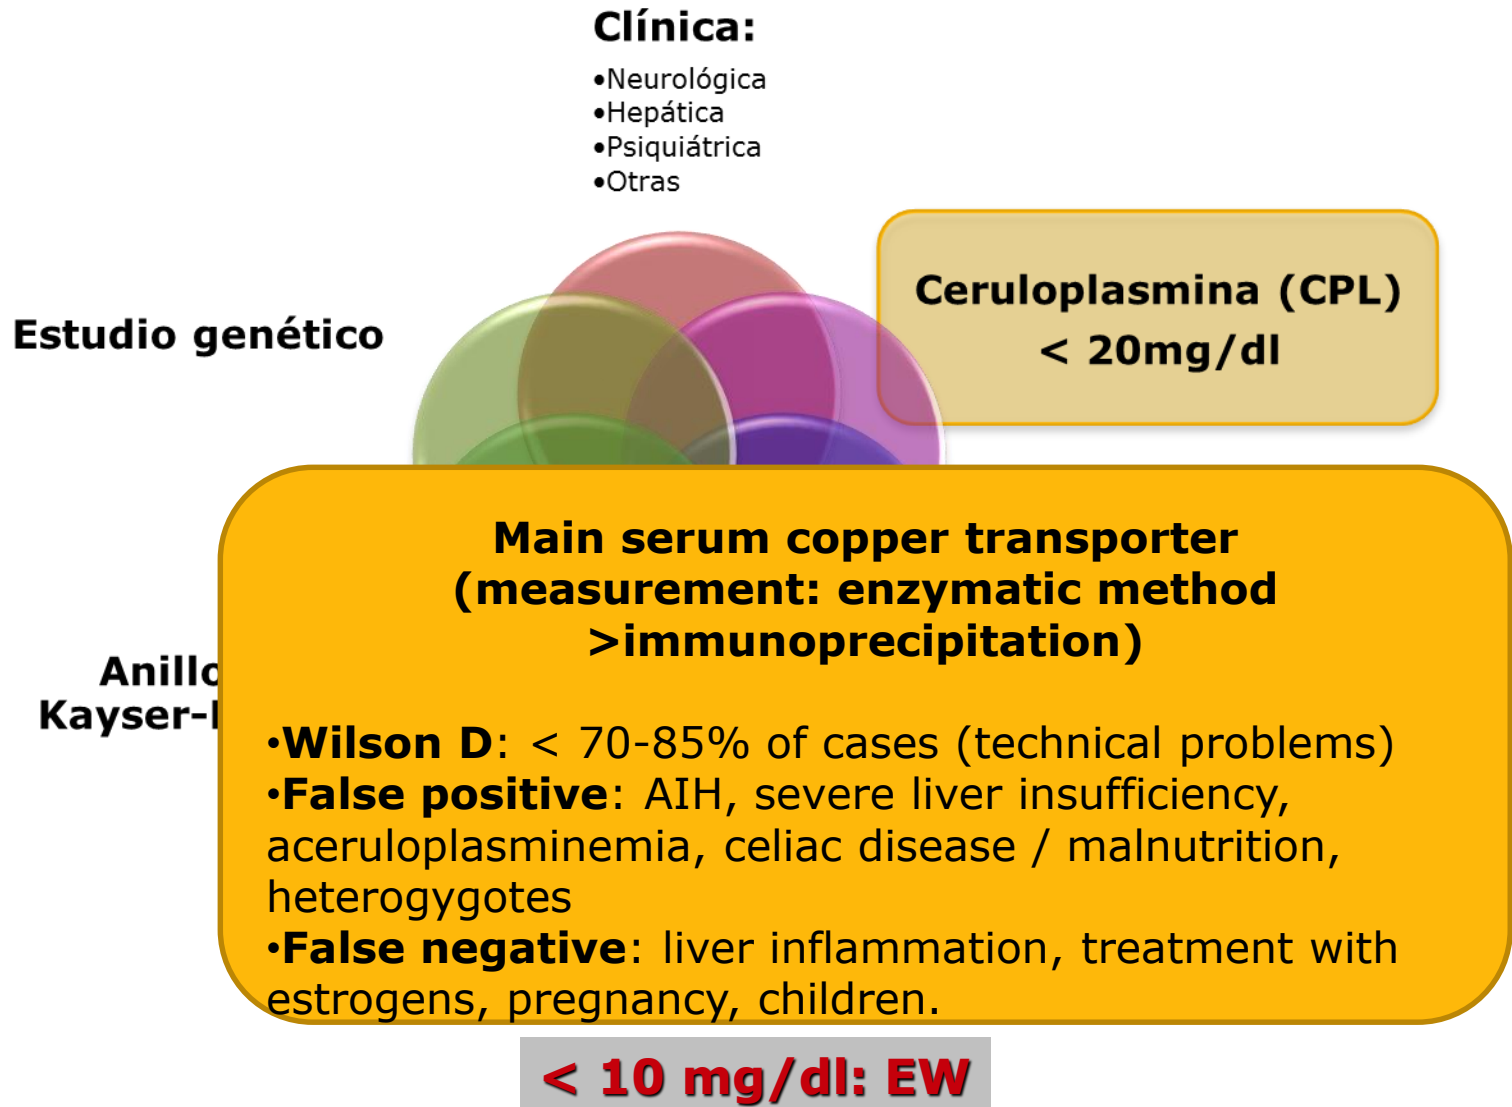 Clínica:
•Neurológica
•Hepática
•Psiquiátrica
•Otras
Ceruloplasmina (CPL)
< 20mg/dl
Estudio genético
Main serum copper transporter
(measurement: enzymatic method
>immunoprecipitation)
Anillo
Kayser-
•Wilson D: < 70-85% of cases (technical problems)
•False positive: AIH, severe liver insufficiency,
aceruloplasminemia, celiac disease / malnutrition,
heterogygotes
•False negative: liver inflammation, treatment with
estrogens, pregnancy, children.
< 10 mg/dl: EW